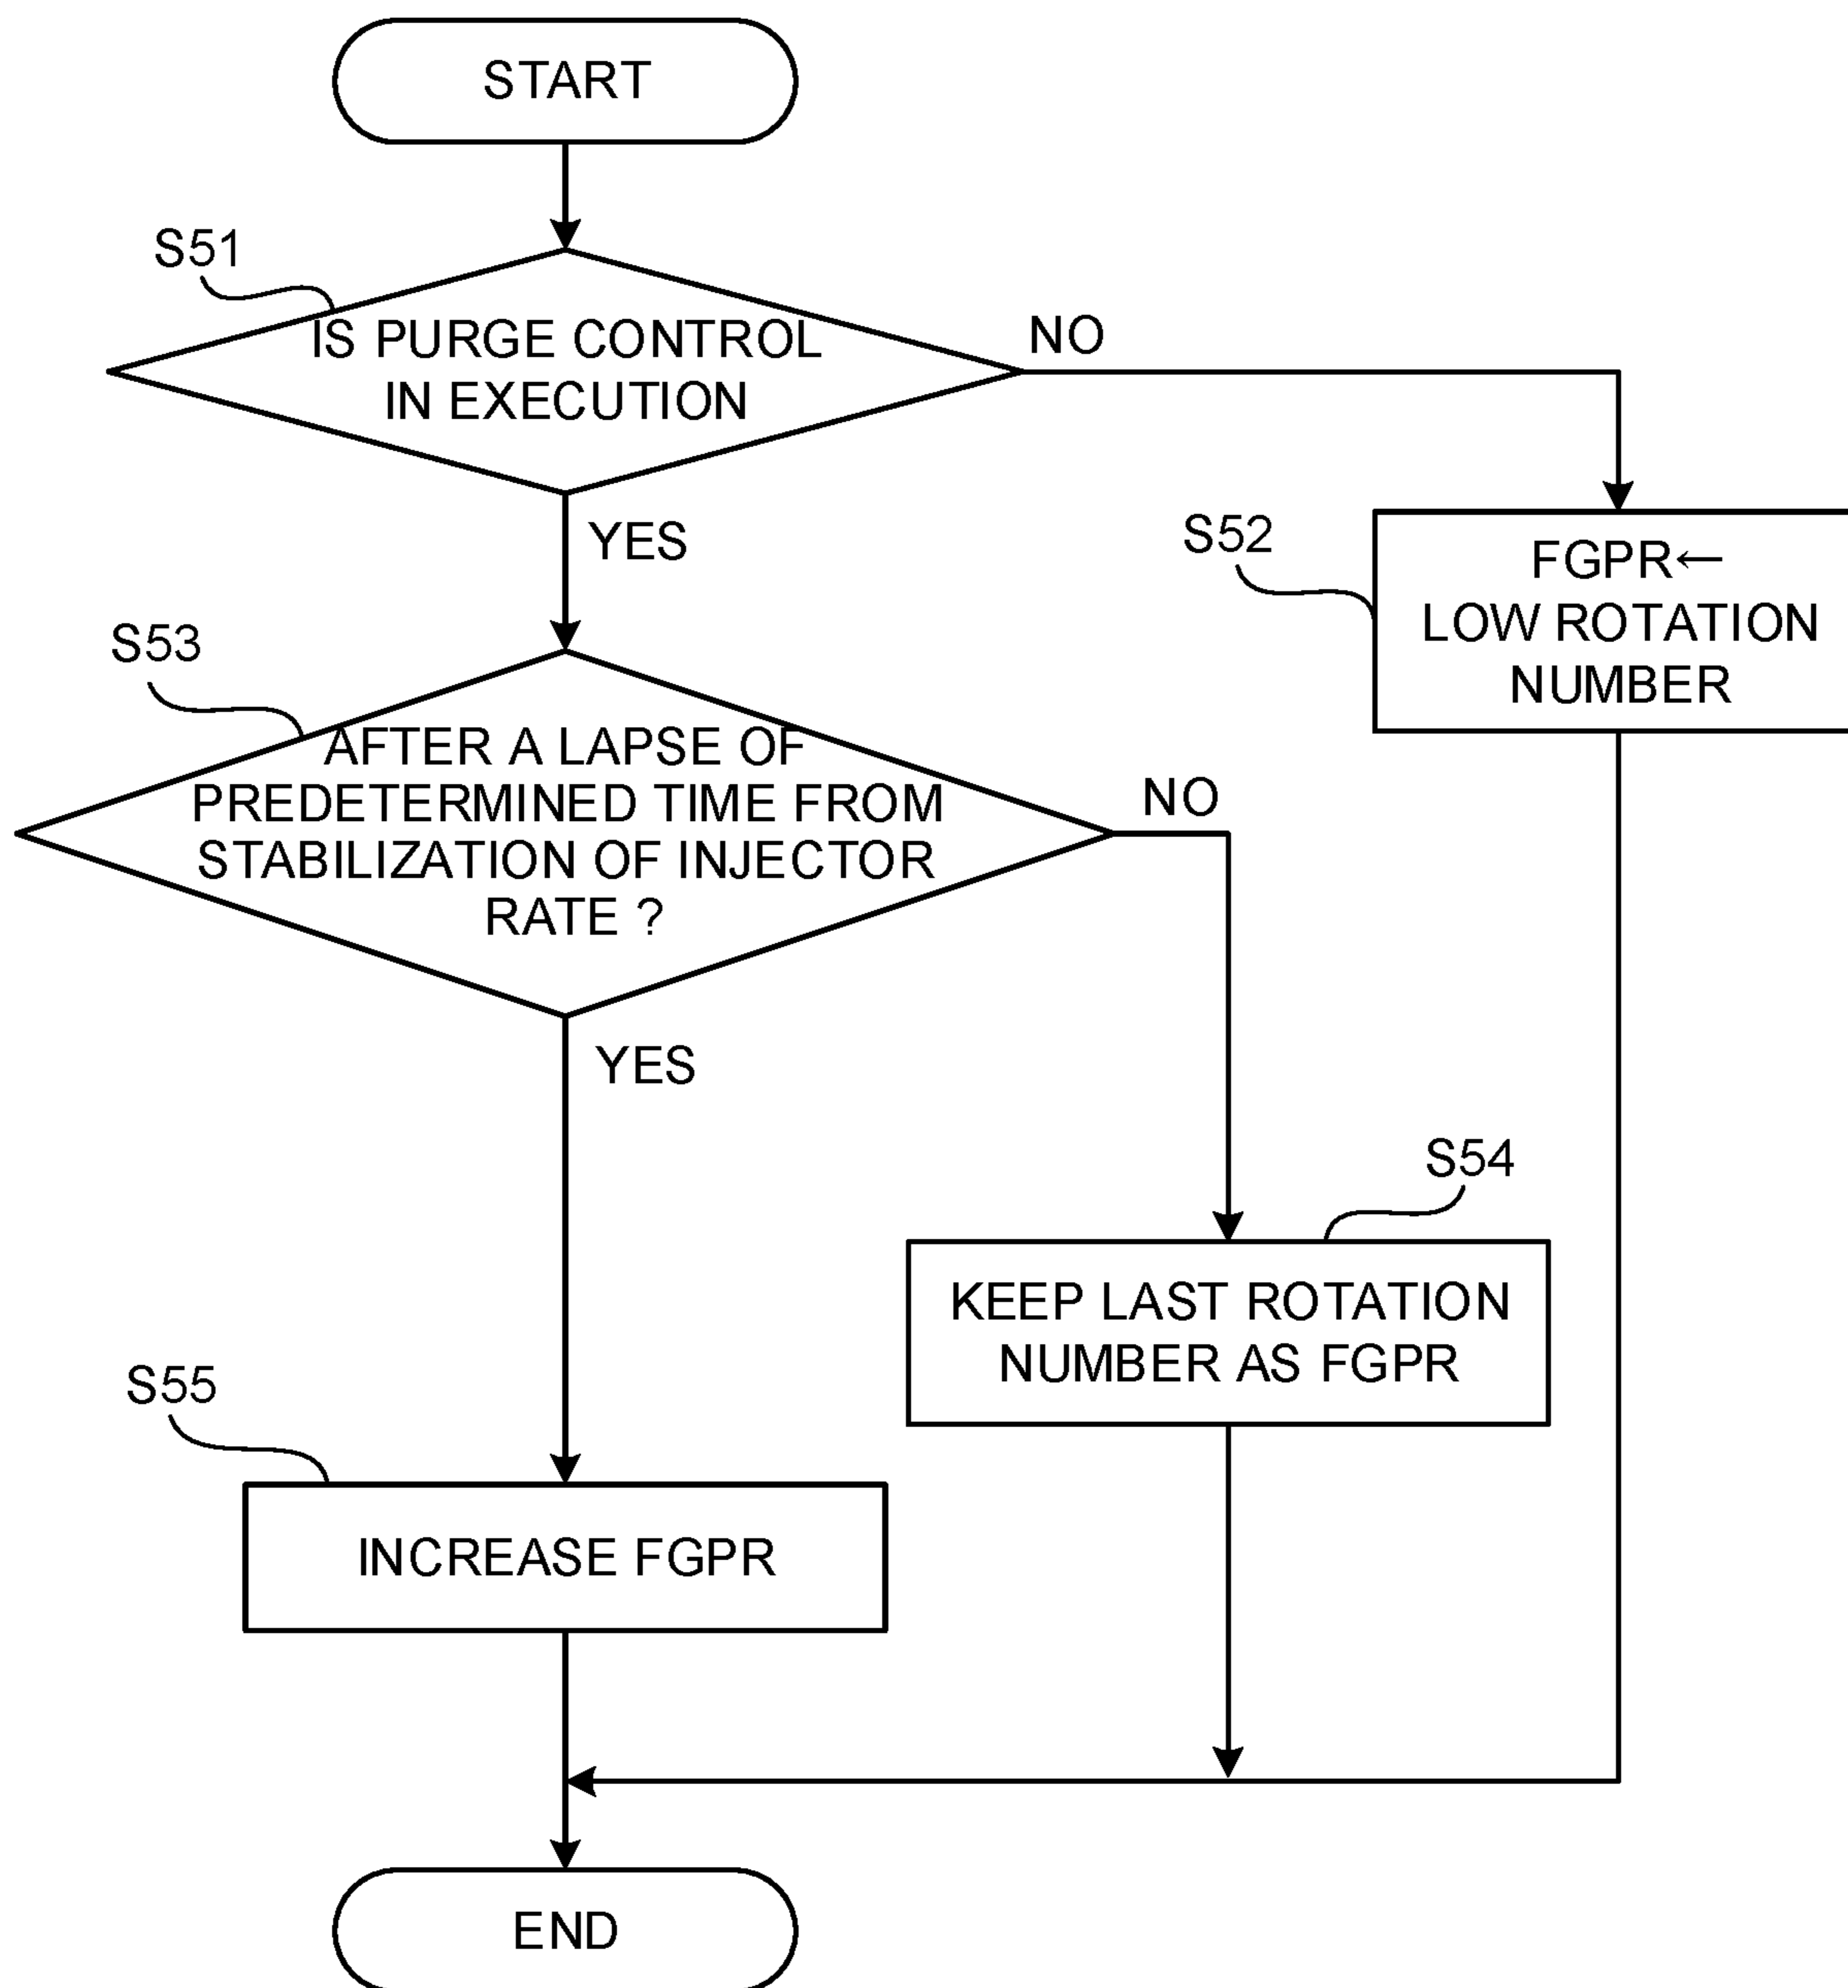 START
S51
IS PURGE CONTROL
IN EXECUTION
NO
YES
S52
FGPR←
LOW ROTATION
NUMBER
S53
AFTER A LAPSE OF
PREDETERMINED TIME FROM
STABILIZATION OF INJECTOR
RATE ?
NO
YES
S54
KEEP LAST ROTATION
NUMBER AS FGPR
S55
INCREASE FGPR
END